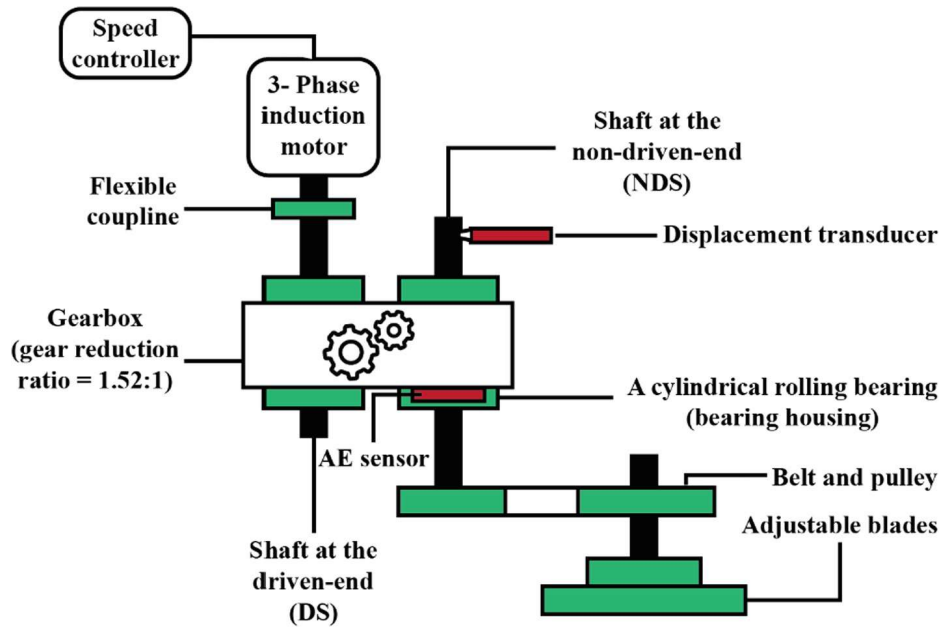 Speed
controller
3- Phase
induction
motor
Shaft at the
non-driven-end
(NDS)
Flexible
coupline
Displacement transducer
Gearbox
(gear reduction
ratio = 1.52:1)
A cylindrical rolling bearing
(bearing housing)
AE sensor
Belt and pulley
Adjustable blades
Shaft at the
driven-end
(DS)